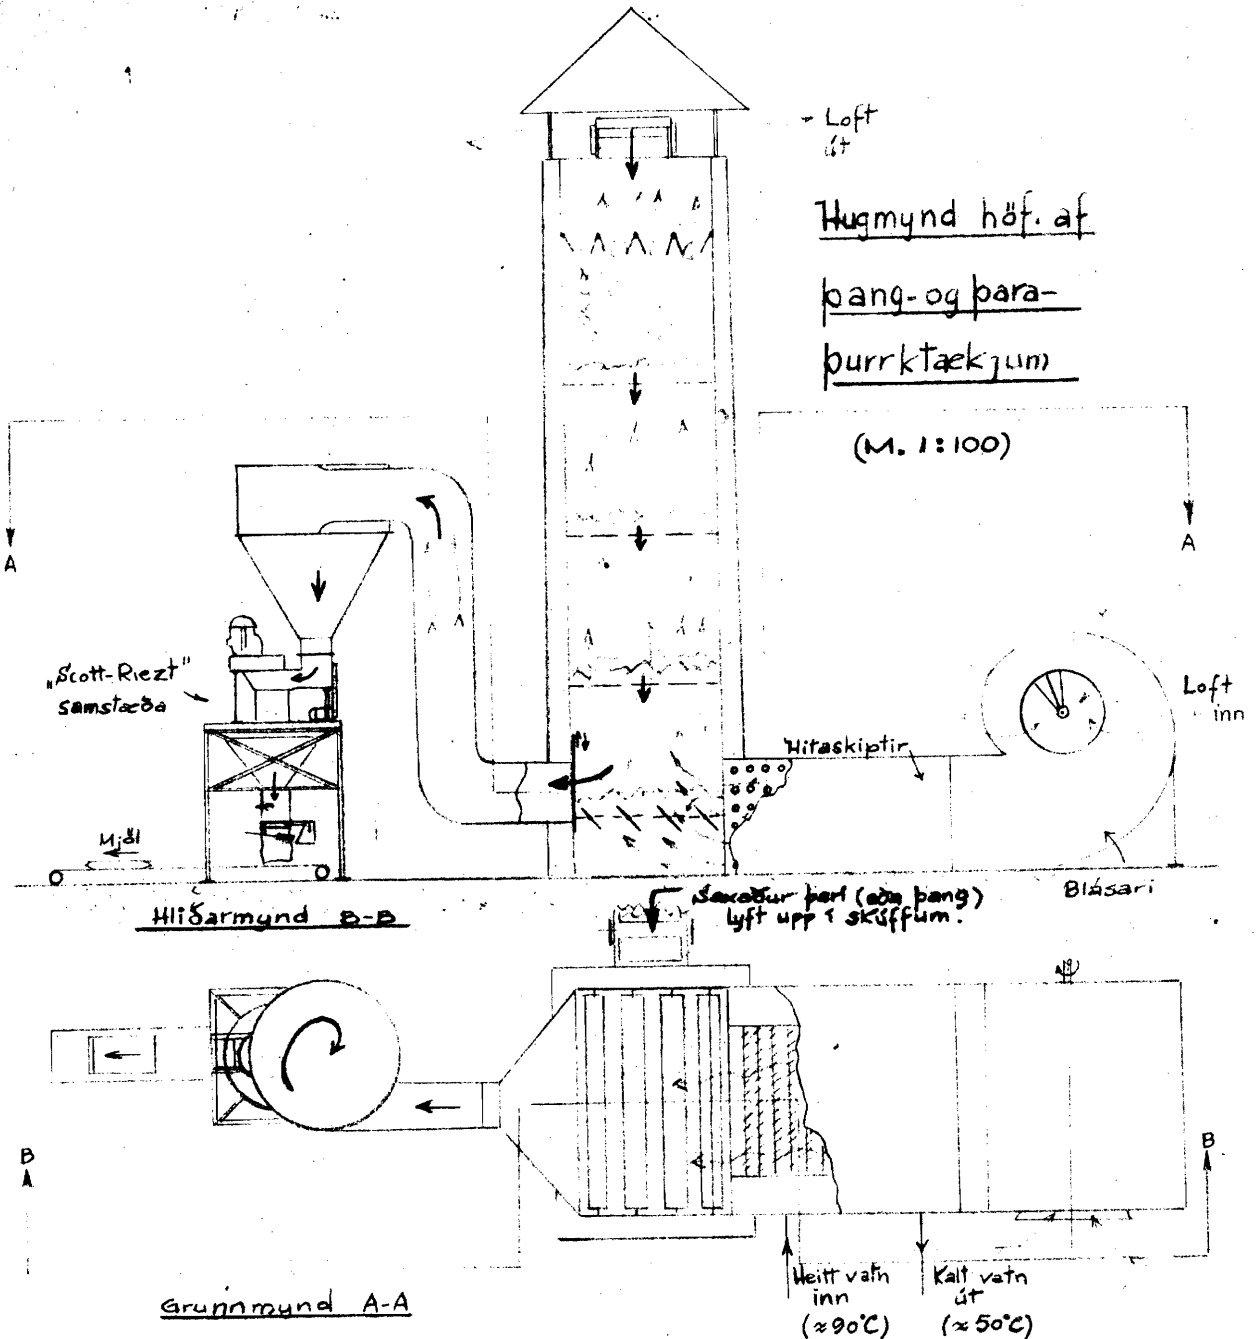 Loft
út
Hugmynd höf. af
þang- og þara-
þurrktækjum
(M. 1:100)
A
A
„Scott-Riezt"
samstæða
Loft
inn
Hitaskiptir
Mjöl
Blásari
Hliðarmynd B-B
Saxaður þari (eða þang)
lyft upp í skúffum.
B
B
Heitt vatn
inn
(≈90°C)
Kalt vatn
út
(≈50°C)
Grunnmynd A-A